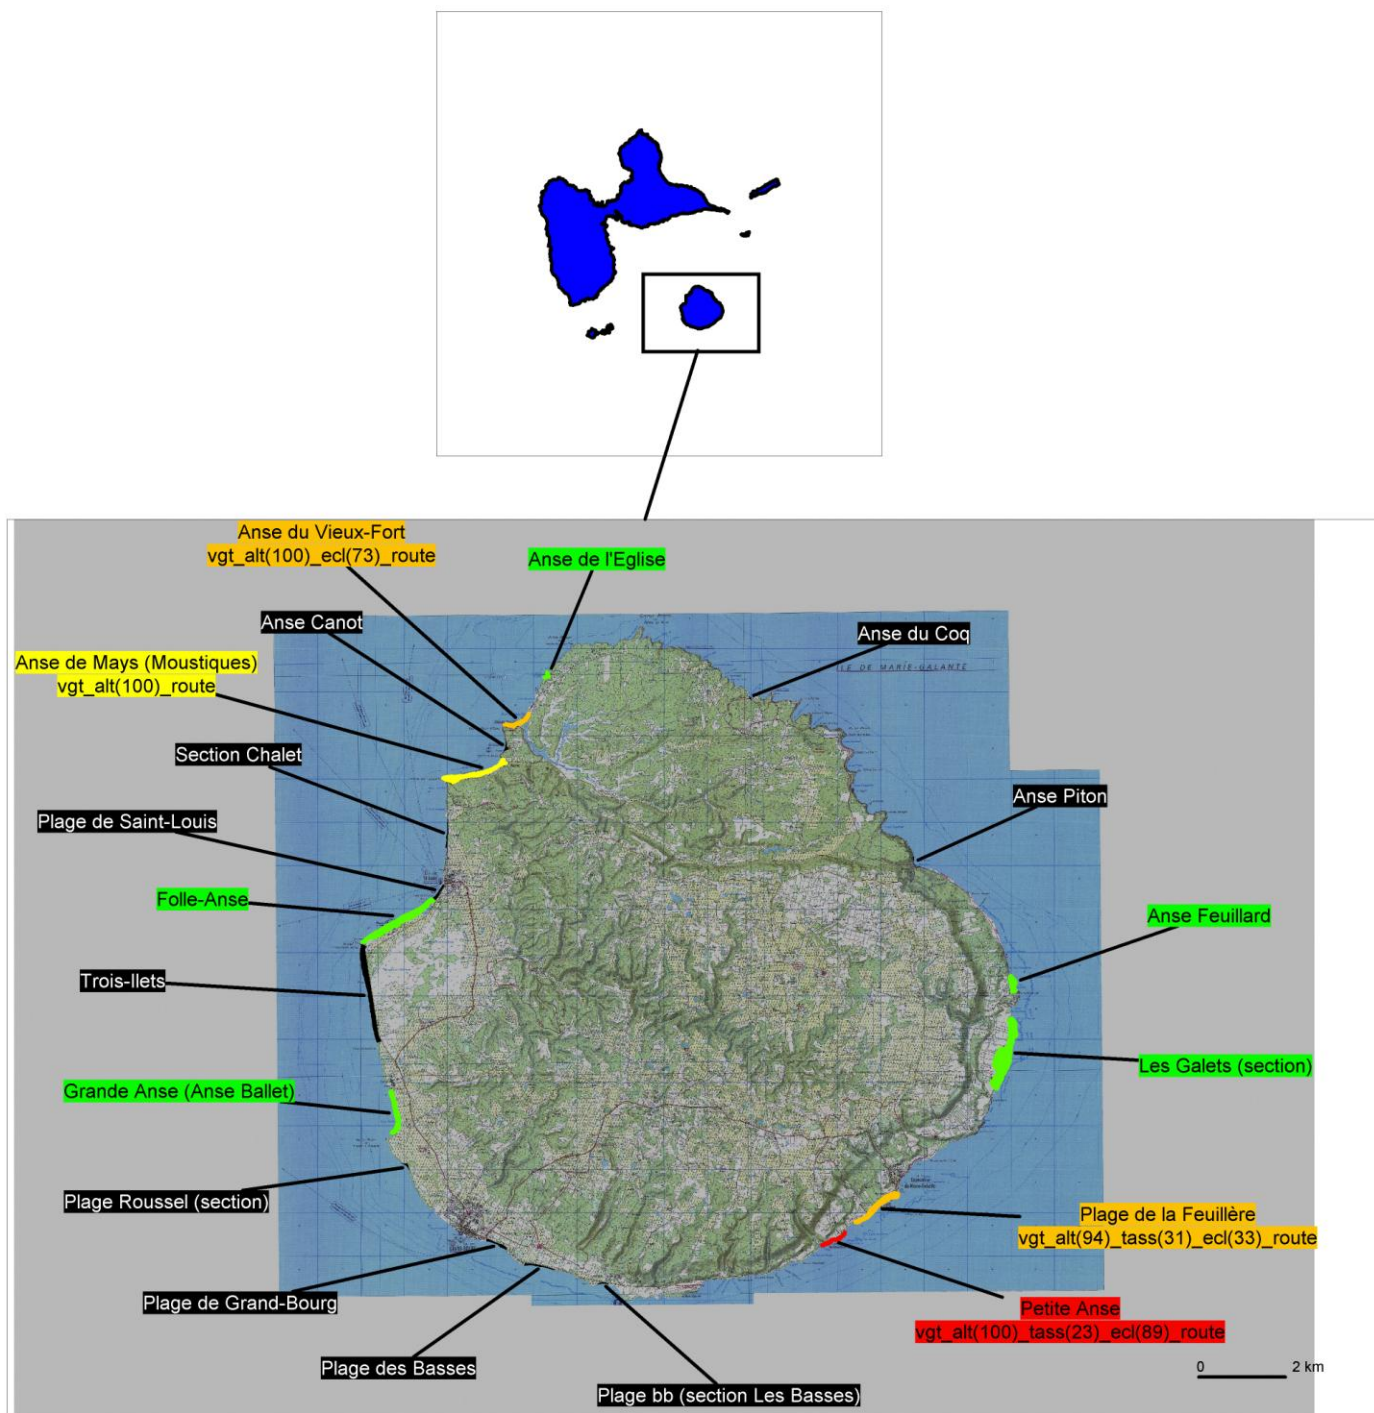 Anse du Vieux-Fort
vgt_alt(100)_ecl(73)_route
Anse de l'Eglise
Anse Canot
Anse du Coq
Anse de Mays (Moustiques)
vgt_alt(100)_route
ILE DE MARIE-GALANTE
Section Chalet
Anse Piton
Plage de Saint-Louis
Folle-Anse
Anse Feuillard
Trois-Ilets
Les Galets (section)
Grande Anse (Anse Ballet)
Plage Roussel (section)
Plage de la Feuillère
vgt_alt(94)_tass(31)_ecl(33)_route
Plage de Grand-Bourg
Petite Anse
vgt_alt(100)_tass(23)_ecl(89)_route
Plage des Basses
0 2 km
Plage bb (section Les Basses)